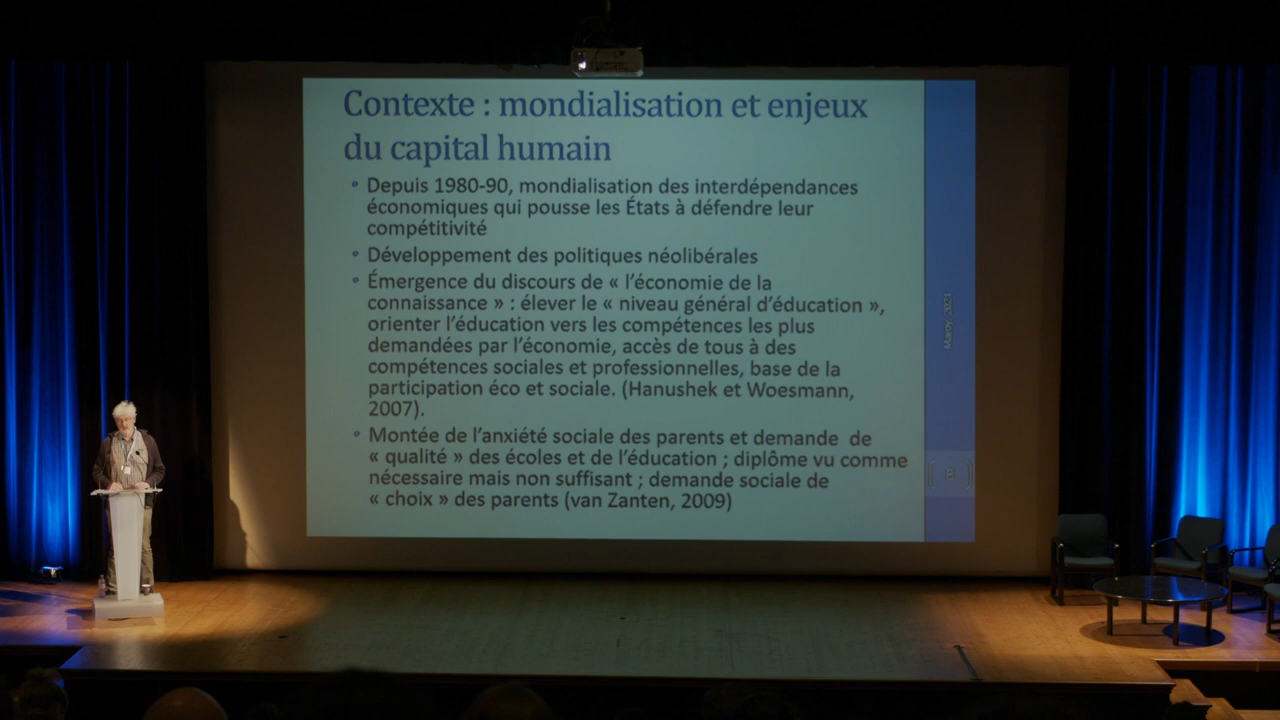 Contexte : mondialisation et enjeux
du capital humain
• Depuis 1980-90, mondialisation des interdépendances
économiques qui pousse les États à défendre leur
compétitivité
• Développement des politiques néolibérales
• Émergence du discours de « l'économie de la
connaissance » : élever le « niveau général d'éducation »,
orienter l'éducation vers les compétences les plus
demandées par l'économie, accès de tous à des
compétences sociales et professionnelles, base de la
participation éco et sociale. (Hanushek et Woesmann,
2007).
• Montée de l'anxiété sociale des parents et demande de
« qualité » des écoles et de l'éducation ; diplôme vu comme
nécessaire mais non suffisant ; demande sociale de
« choix » des parents (van Zanten, 2009)